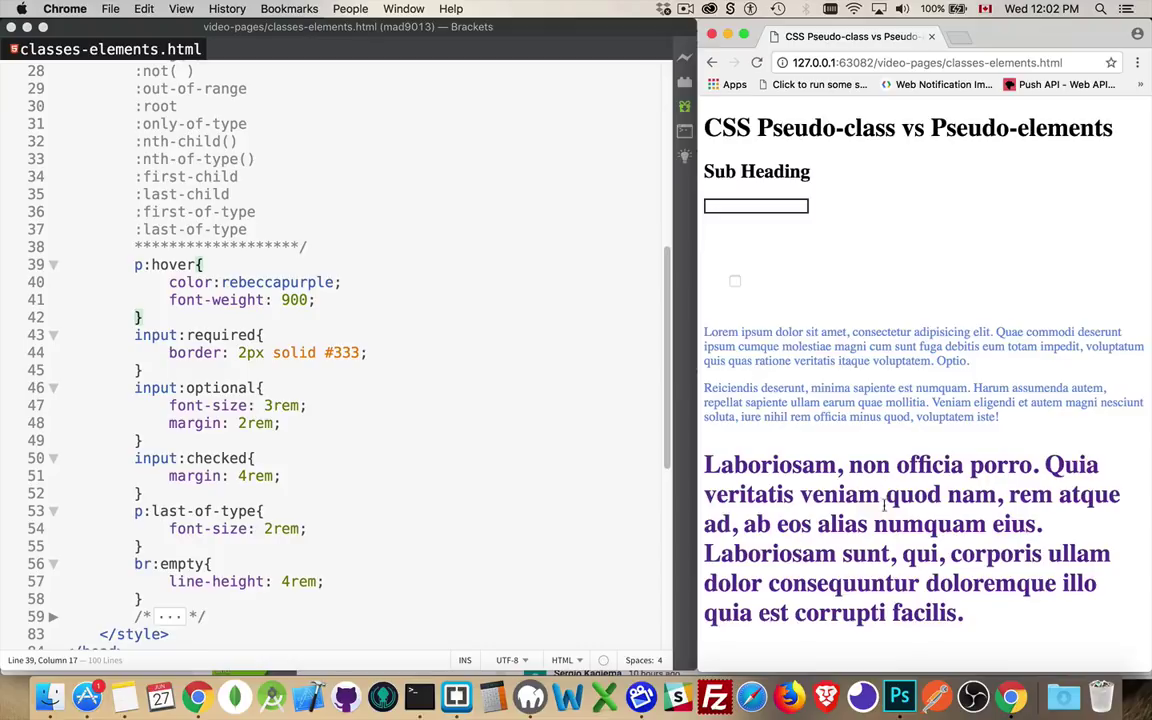 Chrome File Edit View History Bookmarks People Window Help 100% Wed 12:02 PM
video-pages/classes-elements.html (mad9013) — Brackets
classes-elements.html
28 :not( )
29 :out-of-range
30 :root
31 :only-of-type
32 :nth-child()
33 :nth-of-type()
34 :first-child
35 :last-child
36 :first-of-type
37 :last-of-type
38 *******************/
39 p:hover{
40 color:rebeccapurple;
41 font-weight: 900;
42 }
43 input:required{
44 border: 2px solid #333;
45 }
46 input:optional{
47 font-size: 3rem;
48 margin: 2rem;
49 }
50 input:checked{
51 margin: 4rem;
52 }
53 p:last-of-type{
54 font-size: 2rem;
55 }
56 br:empty{
57 line-height: 4rem;
58 }
59 /* ... */
83 </style>
Line 39, Column 17 — 100 Lines
INS UTF-8 HTML Spaces: 4
CSS Pseudo-class vs Pseudo-
127.0.0.1:63082/video-pages/classes-elements.html
Apps Click to run some s... Web Notification Im... Push API - Web API... »
CSS Pseudo-class vs Pseudo-elements
Sub Heading
Lorem ipsum dolor sit amet, consectetur adipisicing elit. Quae commodi deserunt
ipsum cumque molestiae magni cum sunt fuga debitis eum totam impedit, voluptatum
quis quas ratione veritatis itaque voluptatem. Optio.
Reiciendis deserunt, minima sapiente est numquam. Harum assumenda autem,
repellat sapiente ullam earum quae mollitia. Veniam eligendi et autem magni nesciunt
soluta, iure nihil rem officia minus quod, voluptatem iste!
Laboriosam, non officia porro. Quia
veritatis veniam quod nam, rem atque
ad, ab eos alias numquam eius.
Laboriosam sunt, qui, corporis ullam
dolor consequuntur doloremque illo
quia est corrupti facilis.
Sergio Kagiema 10 hours ago
JUN
27